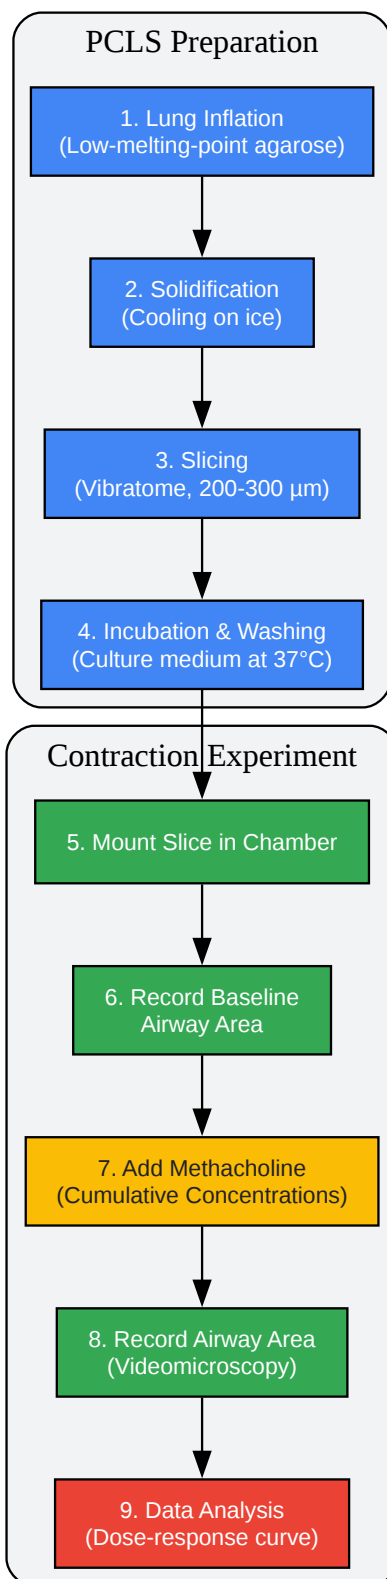 PCLS Preparation
1. Lung Inflation
(Low-melting-point agarose)
2. Solidification
(Cooling on ice)
3. Slicing
(Vibratome, 200-300 µm)
4. Incubation & Washing
(Culture medium at 37°C)
Contraction Experiment
5. Mount Slice in Chamber
6. Record Baseline
Airway Area
7. Add Methacholine
(Cumulative Concentrations)
8. Record Airway Area
(Videomicroscopy)
9. Data Analysis
(Dose-response curve)